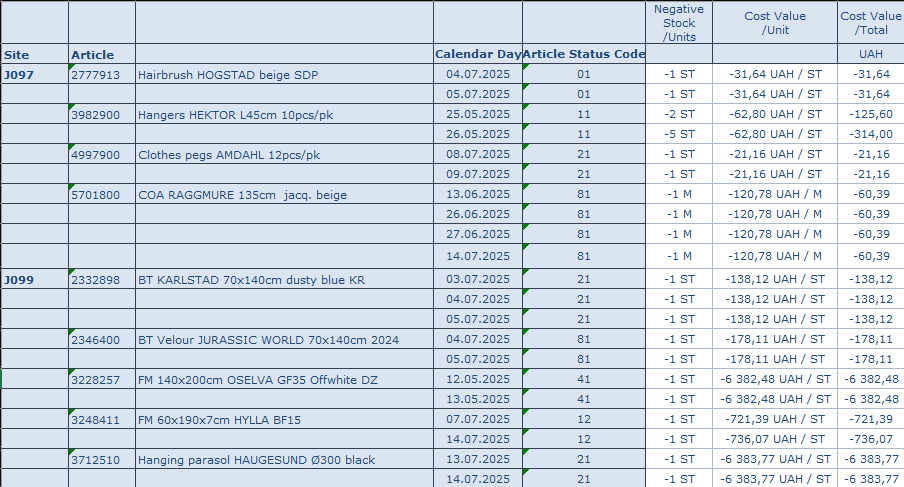 Negative Stock /Units Cost Value /Unit Cost Value /Total
Site Article Calendar Day Article Status Code UAH
J097 2777913 Hairbrush HOGSTAD beige SDP 04.07.2025 01 -1 ST -31,64 UAH / ST -31,64
05.07.2025 01 -1 ST -31,64 UAH / ST -31,64
3982900 Hangers HEKTOR L45cm 10pcs/pk 25.05.2025 11 -2 ST -62,80 UAH / ST -125,60
26.05.2025 11 -5 ST -62,80 UAH / ST -314,00
4997900 Clothes pegs AMDAHL 12pcs/pk 08.07.2025 21 -1 ST -21,16 UAH / ST -21,16
09.07.2025 21 -1 ST -21,16 UAH / ST -21,16
5701800 COA RAGGMURE 135cm jacq. beige 13.06.2025 81 -1 M -120,78 UAH / M -60,39
26.06.2025 81 -1 M -120,78 UAH / M -60,39
27.06.2025 81 -1 M -120,78 UAH / M -60,39
14.07.2025 81 -1 M -120,78 UAH / M -60,39
J099 2332898 BT KARLSTAD 70x140cm dusty blue KR 03.07.2025 21 -1 ST -138,12 UAH / ST -138,12
04.07.2025 21 -1 ST -138,12 UAH / ST -138,12
05.07.2025 21 -1 ST -138,12 UAH / ST -138,12
2346400 BT Velour JURASSIC WORLD 70x140cm 2024 04.07.2025 81 -1 ST -178,11 UAH / ST -178,11
05.07.2025 81 -1 ST -178,11 UAH / ST -178,11
3228257 FM 140x200cm OSELVA GF35 Offwhite DZ 12.05.2025 41 -1 ST -6 382,48 UAH / ST -6 382,48
13.05.2025 41 -1 ST -6 382,48 UAH / ST -6 382,48
3248411 FM 60x190x7cm HYLLA BF15 07.07.2025 12 -1 ST -721,39 UAH / ST -721,39
14.07.2025 12 -1 ST -736,07 UAH / ST -736,07
3712510 Hanging parasol HAUGESUND Ø300 black 13.07.2025 21 -1 ST -6 383,77 UAH / ST -6 383,77
14.07.2025 21 -1 ST -6 383,77 UAH / ST -6 383,77